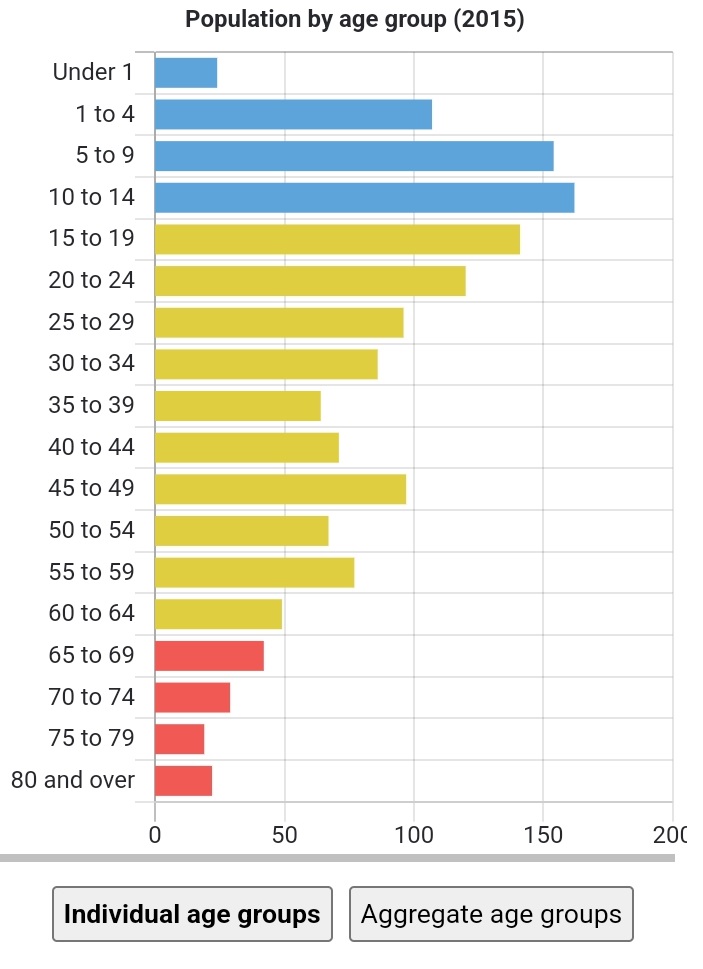 Population by age group (2015)
Under 1
1 to 4
5 to 9
10 to 14
15 to 19
20 to 24
25 to 29
30 to 34
35 to 39
40 to 44
45 to 49
50 to 54
55 to 59
60 to 64
65 to 69
70 to 74
75 to 79
80 and over
0 50 100 150 200
Individual age groups Aggregate age groups